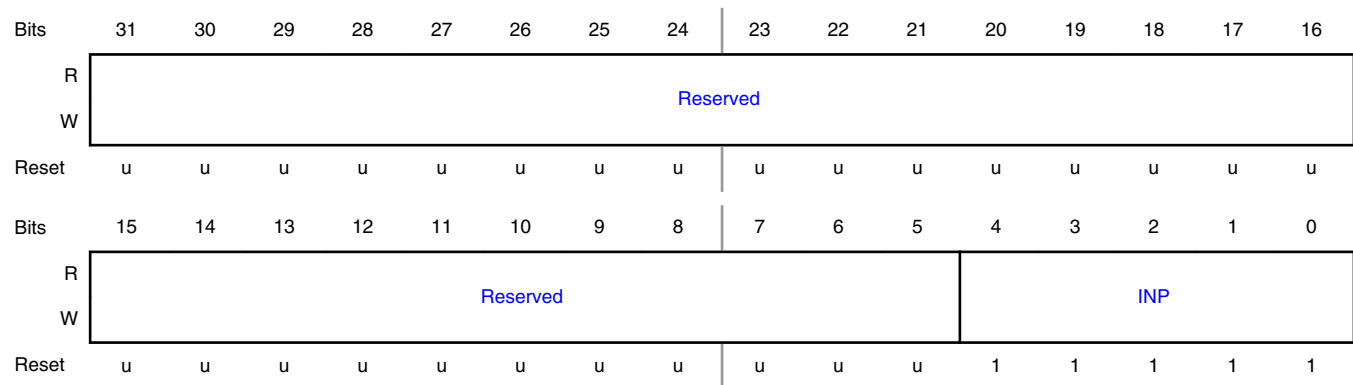 Bits 31 30 29 28 27 26 25 24 23 22 21 20 19 18 17 16
R
Reserved
W
Reset u u u u u u u u u u u u u u u u
Bits 15 14 13 12 11 10 9 8 7 6 5 4 3 2 1 0
R
Reserved INP
W
Reset u u u u u u u u u u u 1 1 1 1 1